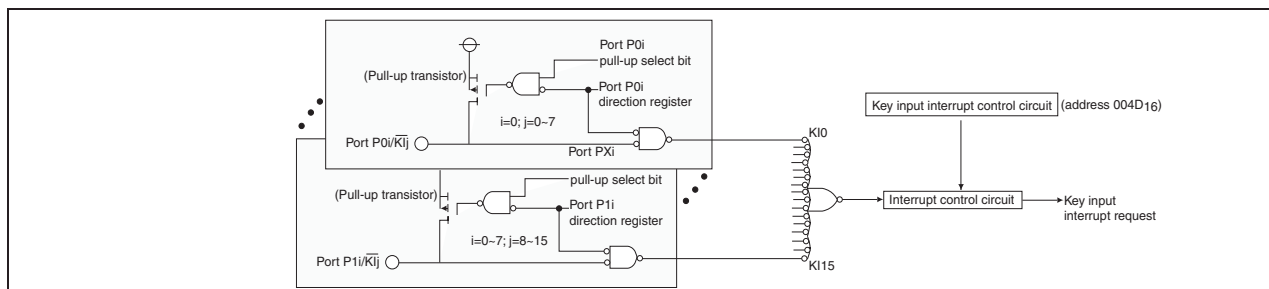 Port P0i
pull-up select bit
(Pull-up transistor)
Port P0i
direction register
i=0; j=0~7
Port P0i/KIj
Port PXi
Key input interrupt control circuit (address 004D16)
KI0
pull-up select bit
(Pull-up transistor)
Port P1i
direction register
i=0~7; j=8~15
Port P1i/KIj
Interrupt control circuit
Key input
interrupt request
KI15